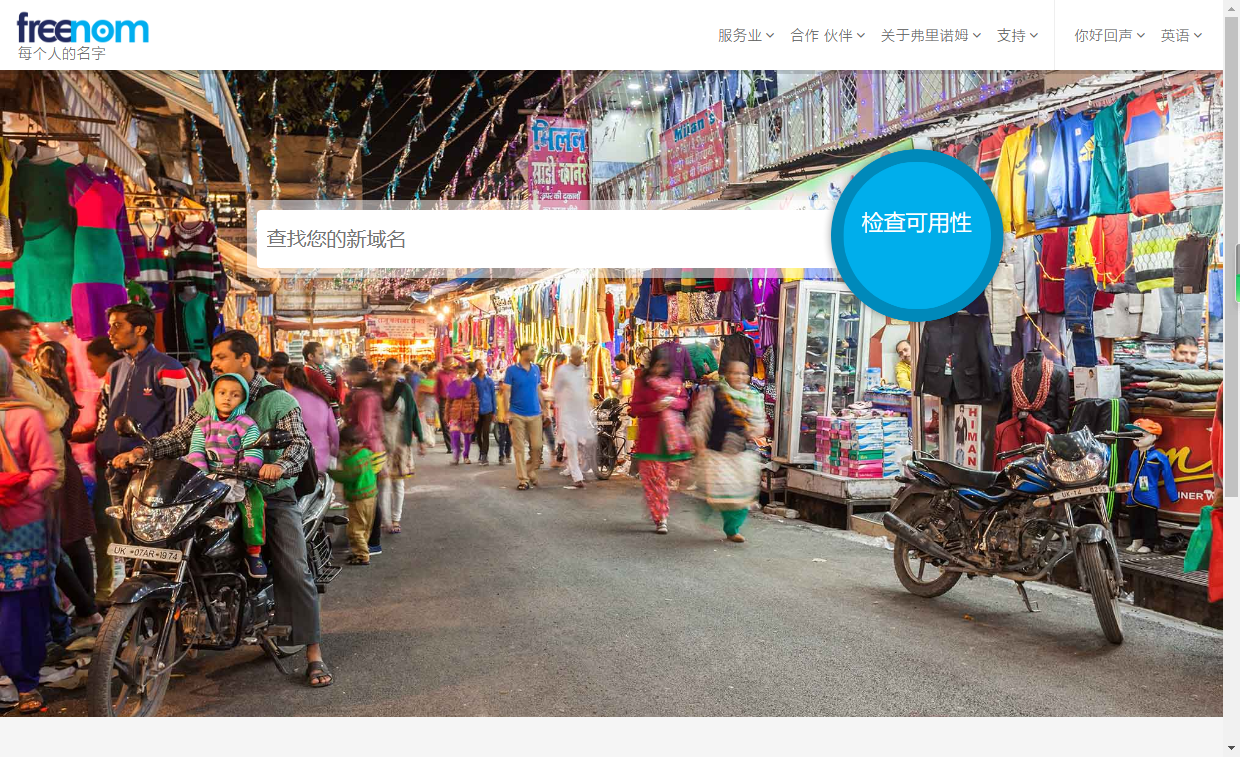 freenom
每个人的名字
服务业 合作 伙伴 关于弗里诺姆 支持 你好回声 英语
मिलन
साड़ी कार्नर
Milan's
查找您的新域名
检查可用性
HIMAN
UK-14
UK 07AR 1974